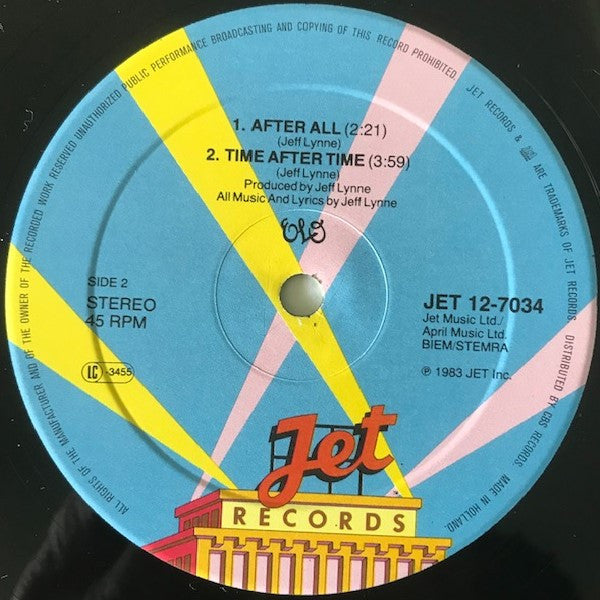 ALL RIGHTS OF THE MANUFACTURER AND OF THE OWNER OF THE RECORDED WORK RESERVED UNAUTHORIZED PUBLIC PERFORMANCE BROADCASTING AND COPYING OF THIS RECORD PROHIBITED
JET RECORDS & JET ARE TRADEMARKS OF JET RECORDS. DISTRIBUTED BY CBS RECORDS. MADE IN HOLLAND.
1. AFTER ALL (2:21)
(Jeff Lynne)
2. TIME AFTER TIME (3:59)
(Jeff Lynne)
Produced by Jeff Lynne
All Music And Lyrics by Jeff Lynne
ELO
SIDE 2
STEREO
45 RPM
LC -3455
JET 12-7034
Jet Music Ltd./
April Music Ltd.
BIEM/STEMRA
℗ 1983 JET Inc.
Jet
RECORDS